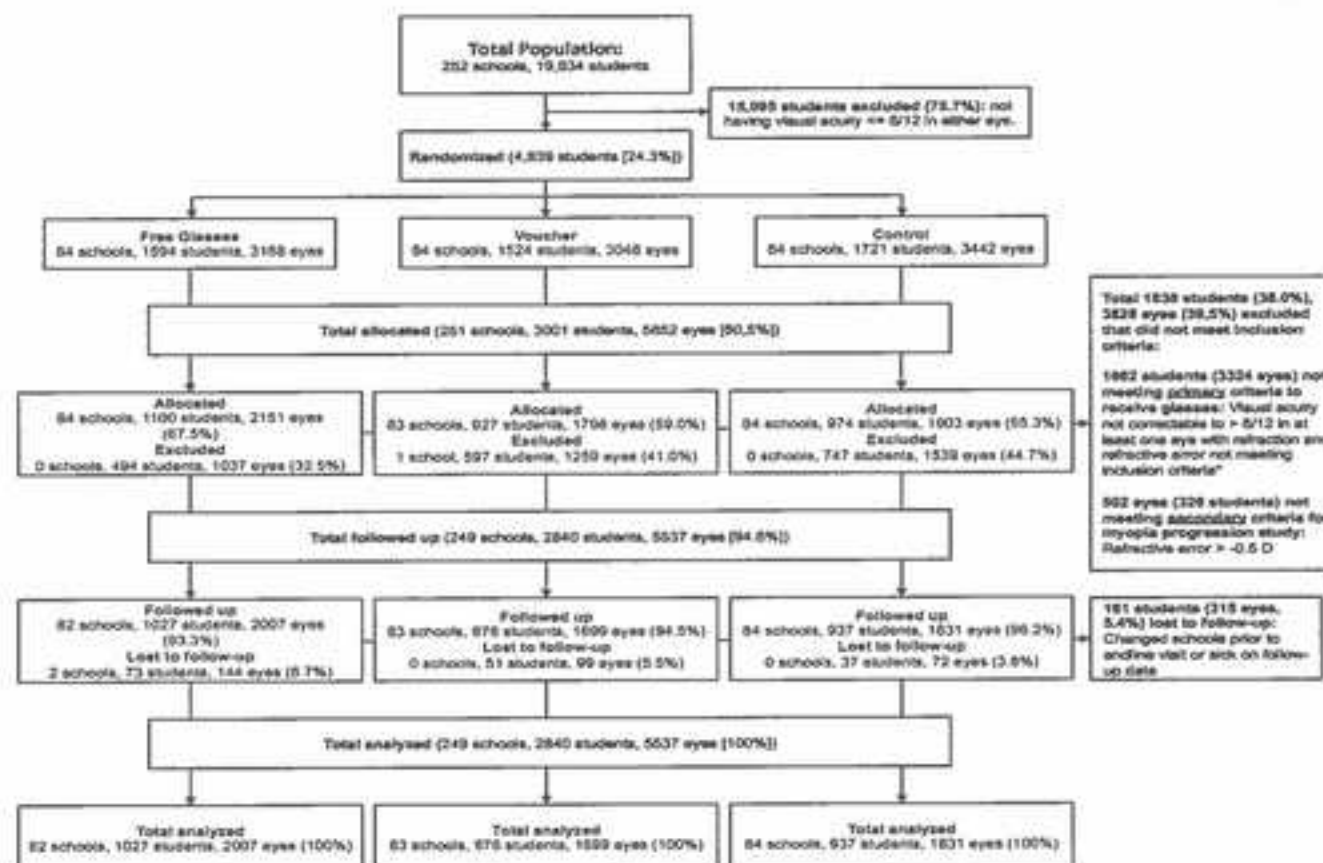 Total Population:
252 schools, 19,934 students
15,095 students excluded (75.7%): not
having visual acuity <= 6/12 in either eye.
Randomized (4,839 students [24.3%])
Free Glasses
84 schools, 1594 students, 3188 eyes
Voucher
84 schools, 1524 students, 3048 eyes
Control
84 schools, 1721 students, 3442 eyes
Total allocated (251 schools, 3001 students, 5852 eyes [60.5%])
Total 1838 students (38.0%),
3826 eyes (39.5%) excluded
that did not meet inclusion
criteria:
1662 students (3324 eyes) not
meeting primary criteria to
receive glasses: Visual acuity
not correctable to > 6/12 in at
least one eye with refraction and
refractive error not meeting
inclusion criteria*
502 eyes (326 students) not
meeting secondary criteria for
myopia progression study:
Refractive error > -0.5 D
Allocated
84 schools, 1100 students, 2151 eyes
(67.5%)
Excluded
0 schools, 494 students, 1037 eyes (32.5%)
Allocated
83 schools, 927 students, 1798 eyes (59.0%)
Excluded
1 school, 597 students, 1250 eyes (41.0%)
Allocated
84 schools, 974 students, 1903 eyes (55.3%)
Excluded
0 schools, 747 students, 1539 eyes (44.7%)
Total followed up (249 schools, 2840 students, 5537 eyes [94.6%])
Followed up
82 schools, 1027 students, 2007 eyes
(93.3%)
Lost to follow-up
2 schools, 73 students, 144 eyes (6.7%)
Followed up
83 schools, 876 students, 1699 eyes (94.5%)
Lost to follow-up
0 schools, 51 students, 99 eyes (5.5%)
Followed up
84 schools, 937 students, 1831 eyes (96.2%)
Lost to follow-up
0 schools, 37 students, 72 eyes (3.8%)
161 students (315 eyes,
5.4%) lost to follow-up:
Changed schools prior to
endline visit or sick on follow-
up date
Total analyzed (249 schools, 2840 students, 5537 eyes [100%])
Total analyzed
82 schools, 1027 students, 2007 eyes (100%)
Total analyzed
83 schools, 876 students, 1699 eyes (100%)
Total analyzed
84 schools, 937 students, 1831 eyes (100%)